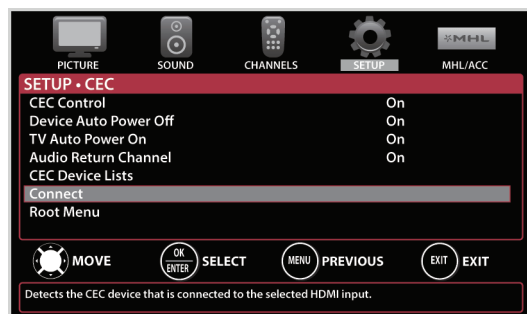 MHL
PICTURE SOUND CHANNELS SETUP MHL/ACC
SETUP • CEC
CEC Control On
Device Auto Power Off On
TV Auto Power On On
Audio Return Channel On
CEC Device Lists
Connect
Root Menu
MOVE OK ENTER SELECT MENU PREVIOUS EXIT EXIT
Detects the CEC device that is connected to the selected HDMI input.